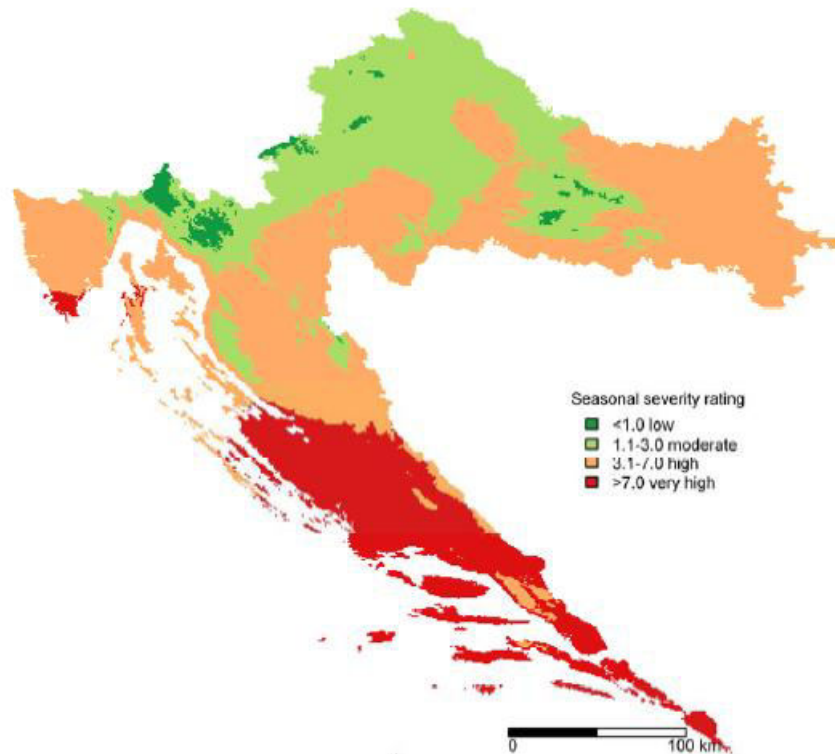 Seasonal severity rating
<1.0 low
1.1-3.0 moderate
3.1-7.0 high
>7.0 very high
0 100 km